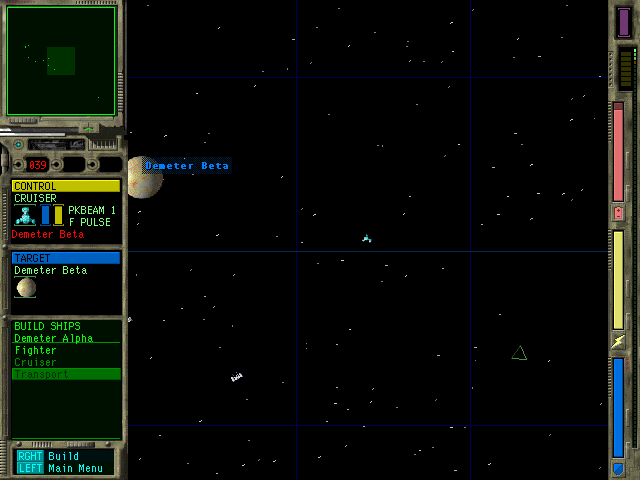 039
CONTROL
CRUISER
PKBEAM 1
F PULSE
Demeter Beta
TARGET
Demeter Beta
BUILD SHIPS
Demeter Alpha
Fighter
Cruiser
Transport
RGHT Build
LEFT Main Menu
Demeter Beta